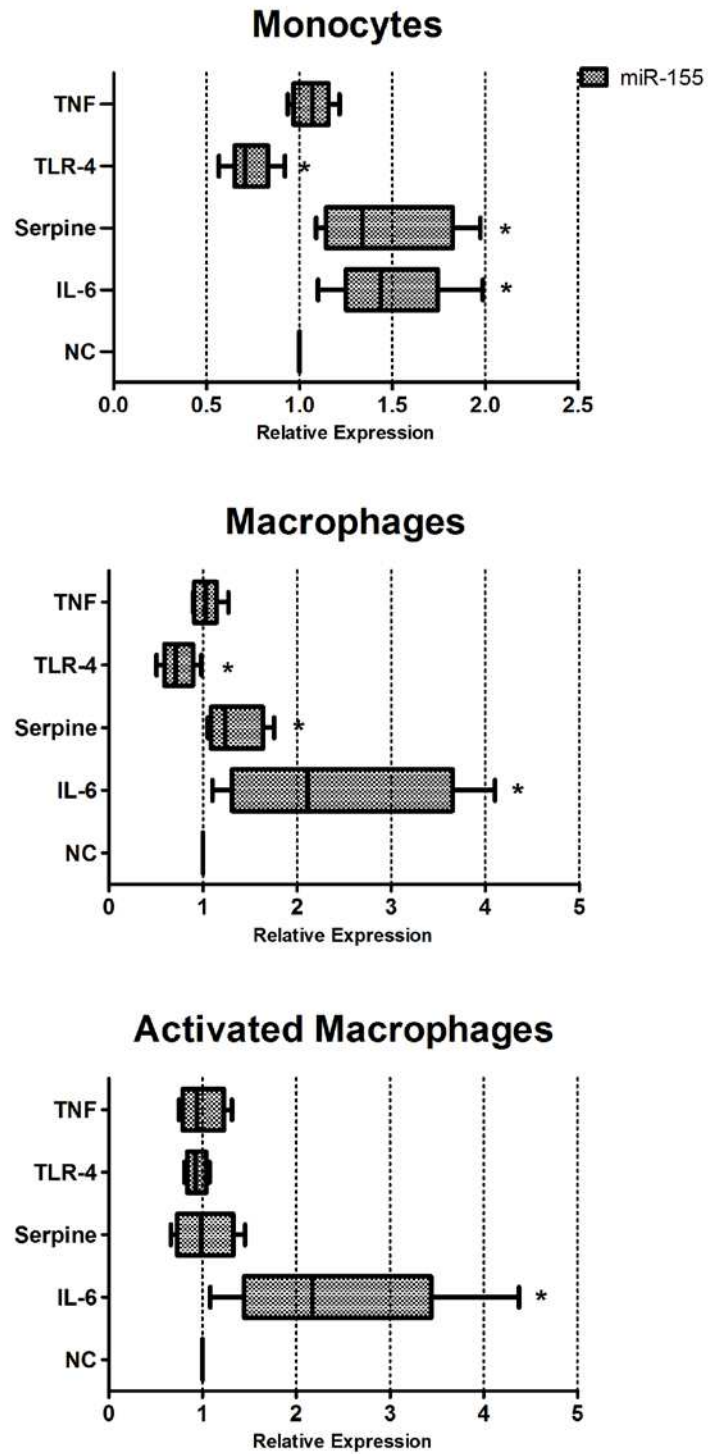 Monocytes
miR-155
TNF
TLR-4
*
Serpine
*
IL-6
*
NC
0.0 0.5 1.0 1.5 2.0 2.5
Relative Expression
Macrophages
TNF
TLR-4
*
Serpine
*
IL-6
*
NC
0 1 2 3 4 5
Relative Expression
Activated Macrophages
TNF
TLR-4
Serpine
IL-6
*
NC
0 1 2 3 4 5
Relative Expression